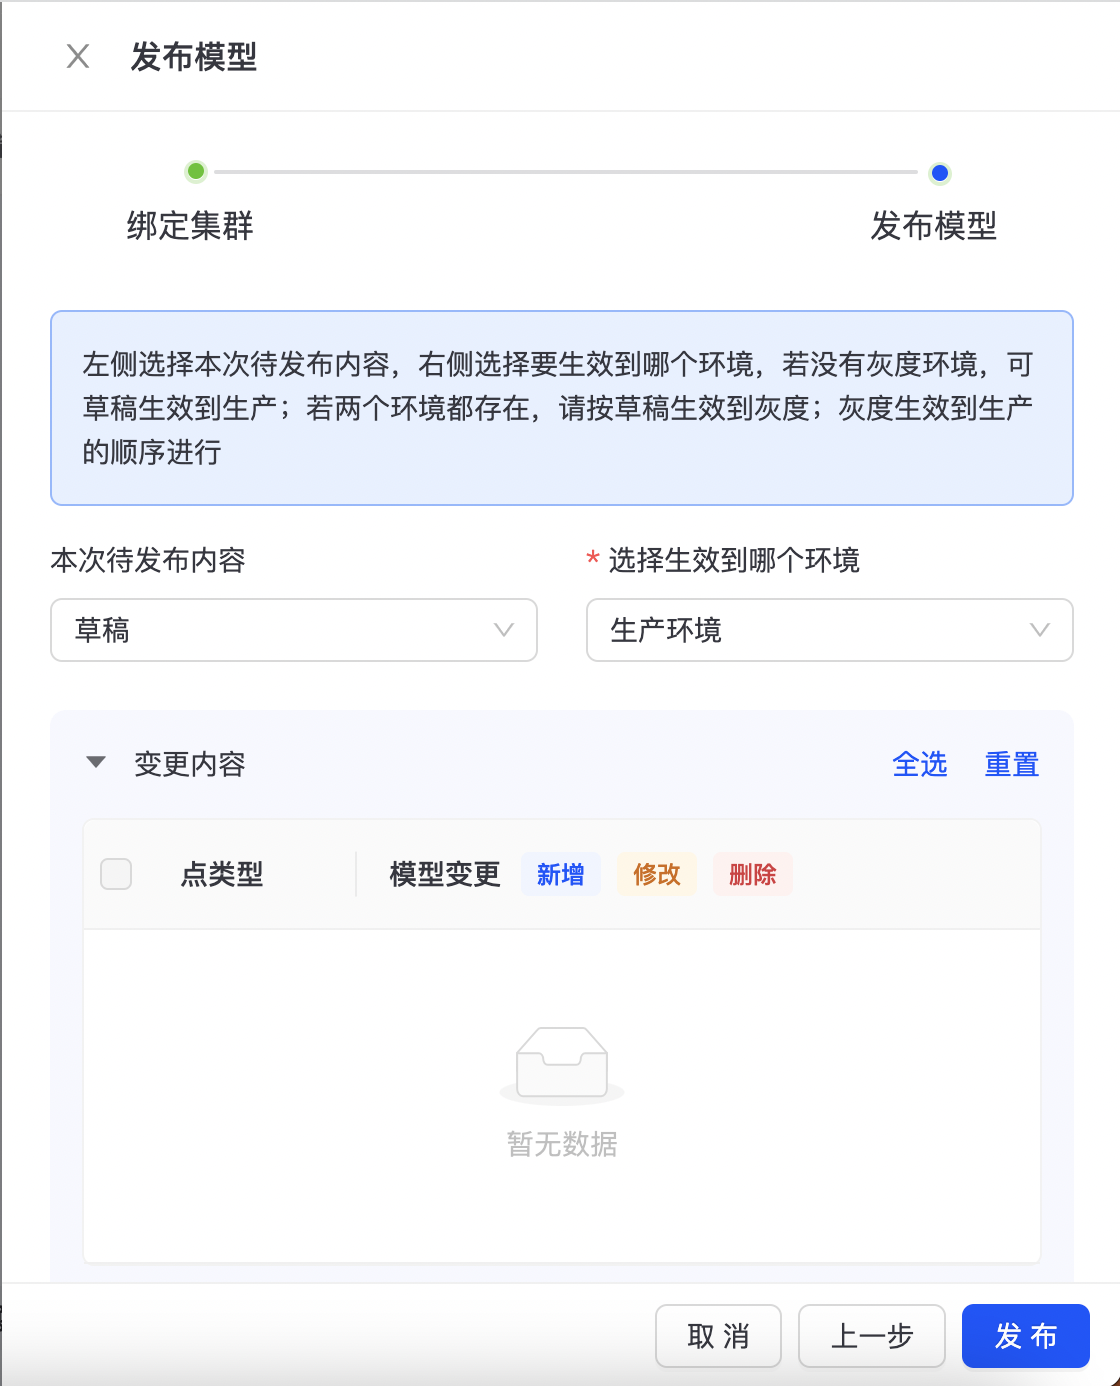 发布模型
绑定集群
发布模型
左侧选择本次待发布内容，右侧选择要生效到哪个环境，若没有灰度环境，可
草稿生效到生产；若两个环境都存在，请按草稿生效到灰度；灰度生效到生产
的顺序进行
本次待发布内容
* 选择生效到哪个环境
草稿
生产环境
变更内容
全选 重置
点类型 模型变更 新增 修改 删除
暂无数据
取 消 上一步 发 布